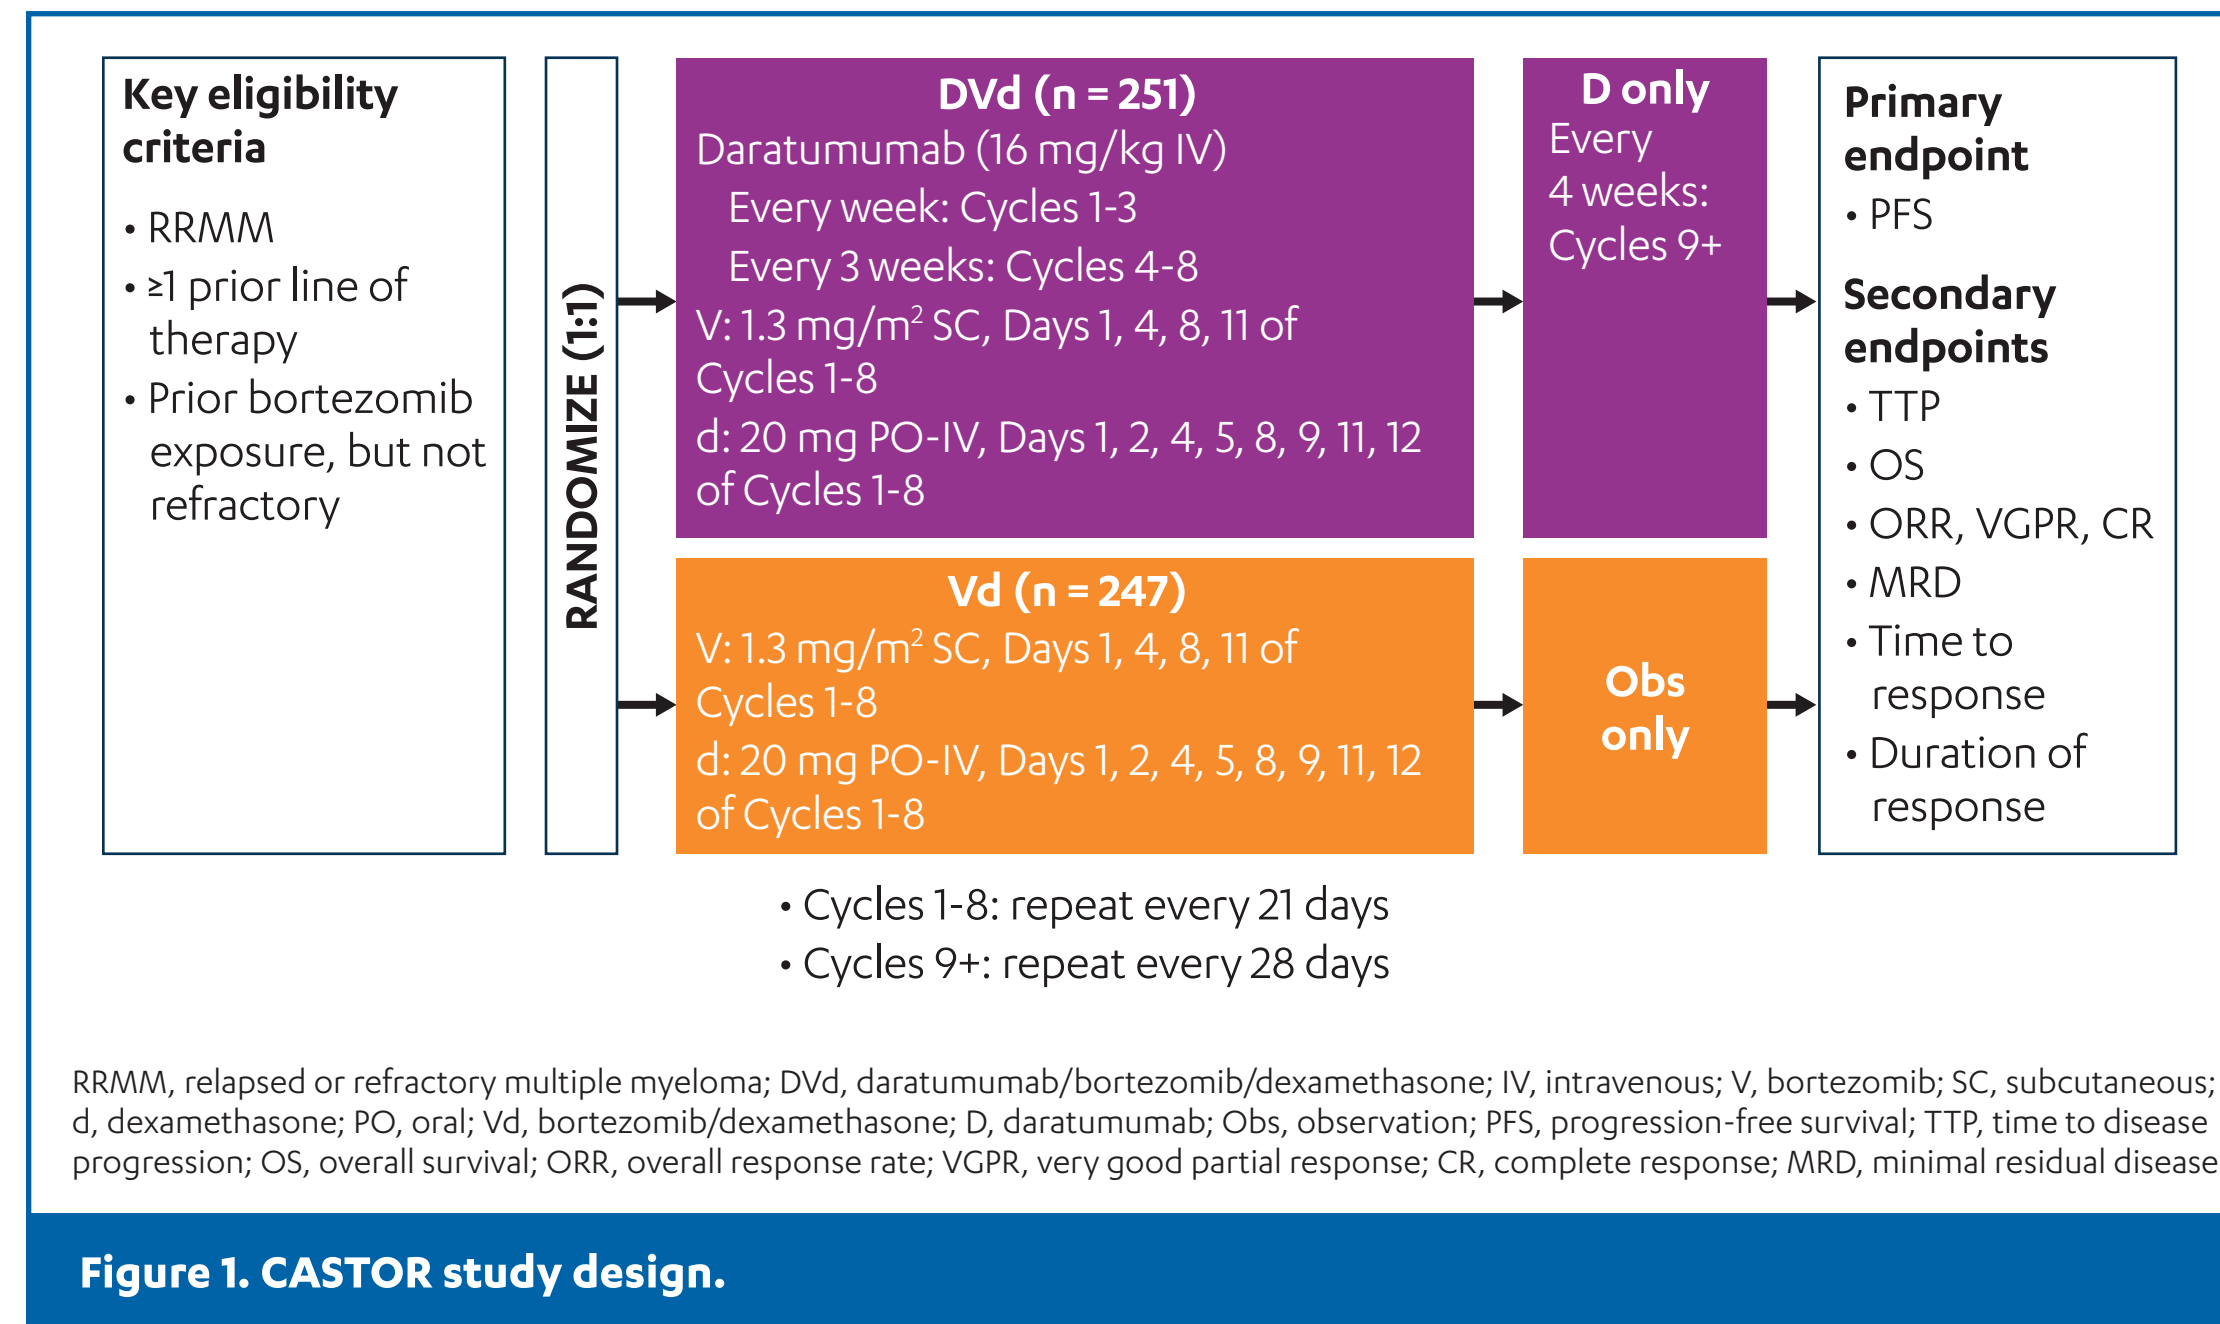 Key eligibility
criteria
• RRMM
• ≥1 prior line of
therapy
• Prior bortezomib
exposure, but not
refractory
RANDOMIZE (1:1)
DVd (n = 251)
Daratumumab (16 mg/kg IV)
Every week: Cycles 1-3
Every 3 weeks: Cycles 4-8
V: 1.3 mg/m² SC, Days 1, 4, 8, 11 of
Cycles 1-8
d: 20 mg PO-IV, Days 1, 2, 4, 5, 8, 9, 11, 12
of Cycles 1-8
D only
Every
4 weeks:
Cycles 9+
Vd (n = 247)
V: 1.3 mg/m² SC, Days 1, 4, 8, 11 of
Cycles 1-8
d: 20 mg PO-IV, Days 1, 2, 4, 5, 8, 9, 11, 12
of Cycles 1-8
Obs
only
Primary
endpoint
• PFS
Secondary
endpoints
• TTP
• OS
• ORR, VGPR, CR
• MRD
• Time to
response
• Duration of
response
• Cycles 1-8: repeat every 21 days
• Cycles 9+: repeat every 28 days
RRMM, relapsed or refractory multiple myeloma; DVd, daratumumab/bortezomib/dexamethasone; IV, intravenous; V, bortezomib; SC, subcutaneous;
d, dexamethasone; PO, oral; Vd, bortezomib/dexamethasone; D, daratumumab; Obs, observation; PFS, progression-free survival; TTP, time to disease
progression; OS, overall survival; ORR, overall response rate; VGPR, very good partial response; CR, complete response; MRD, minimal residual disease
Figure 1. CASTOR study design.